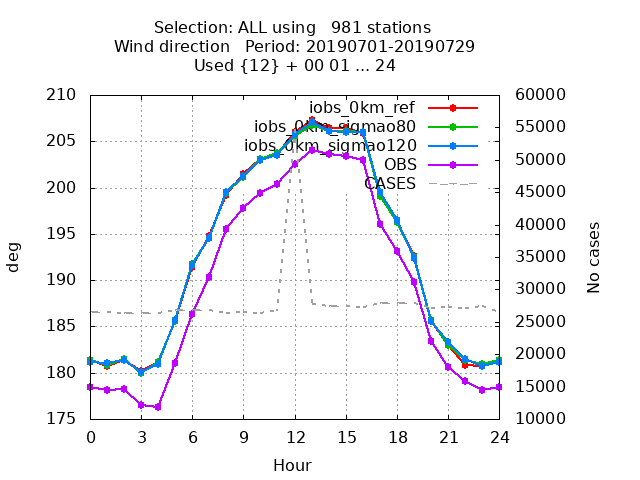 Selection: ALL using   981 stations
Wind direction   Period: 20190701-20190729
Used {12} + 00 01 ... 24
210 60000
iobs_0km_ref
iobs_0km_sigmao80 55000
205 iobs_0km_sigmao120
OBS 50000
200 CASES 45000
195 40000
35000
190 30000
185 25000
180 20000
15000
175 10000
deg
No cases
0 3 6 9 12 15 18 21 24
Hour